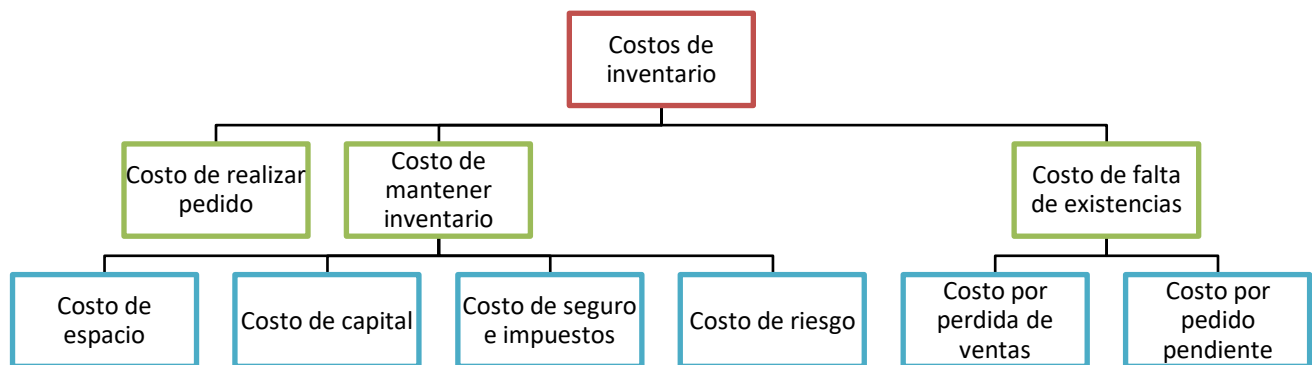 Costos de
inventario
Costo de realizar
pedido
Costo de
mantener
inventario
Costo de falta
de existencias
Costo de
espacio
Costo de capital
Costo de seguro
e impuestos
Costo de riesgo
Costo por
perdida de
ventas
Costo por
pedido
pendiente